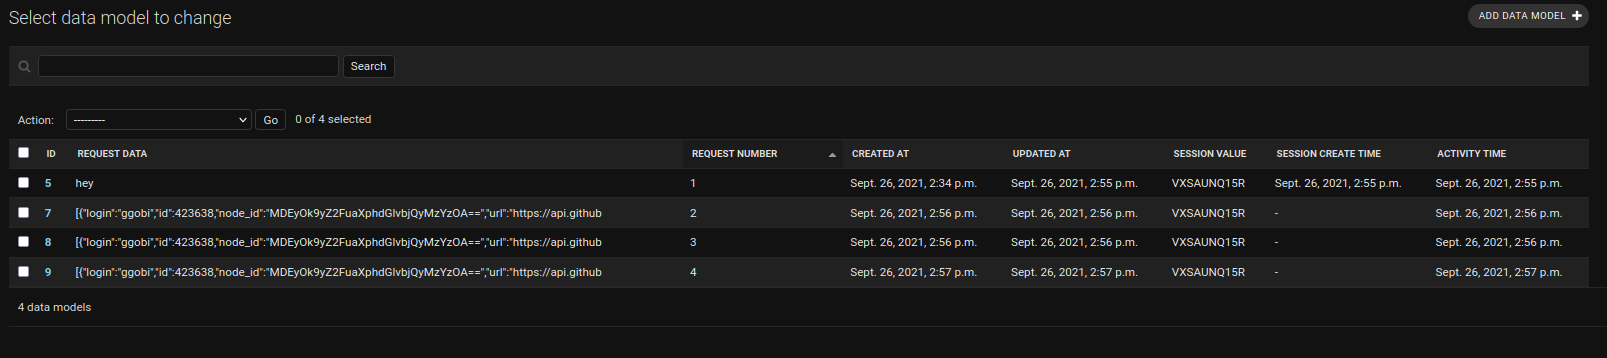 Select data model to change
ADD DATA MODEL
Search
Action: --------- Go 0 of 4 selected
ID REQUEST DATA REQUEST NUMBER CREATED AT UPDATED AT SESSION VALUE SESSION CREATE TIME ACTIVITY TIME
5 hey 1 Sept. 26, 2021, 2:34 p.m. Sept. 26, 2021, 2:55 p.m. VXSAUNQ15R Sept. 26, 2021, 2:55 p.m. Sept. 26, 2021, 2:55 p.m.
7 [{"login":"ggobi","id":423638,"node_id":"MDEyOk9yZ2FuaXphdGlvbjQyMzYzOA==","url":"https://api.github 2 Sept. 26, 2021, 2:56 p.m. Sept. 26, 2021, 2:56 p.m. VXSAUNQ15R - Sept. 26, 2021, 2:56 p.m.
8 [{"login":"ggobi","id":423638,"node_id":"MDEyOk9yZ2FuaXphdGlvbjQyMzYzOA==","url":"https://api.github 3 Sept. 26, 2021, 2:56 p.m. Sept. 26, 2021, 2:56 p.m. VXSAUNQ15R - Sept. 26, 2021, 2:56 p.m.
9 [{"login":"ggobi","id":423638,"node_id":"MDEyOk9yZ2FuaXphdGlvbjQyMzYzOA==","url":"https://api.github 4 Sept. 26, 2021, 2:57 p.m. Sept. 26, 2021, 2:57 p.m. VXSAUNQ15R - Sept. 26, 2021, 2:57 p.m.
4 data models